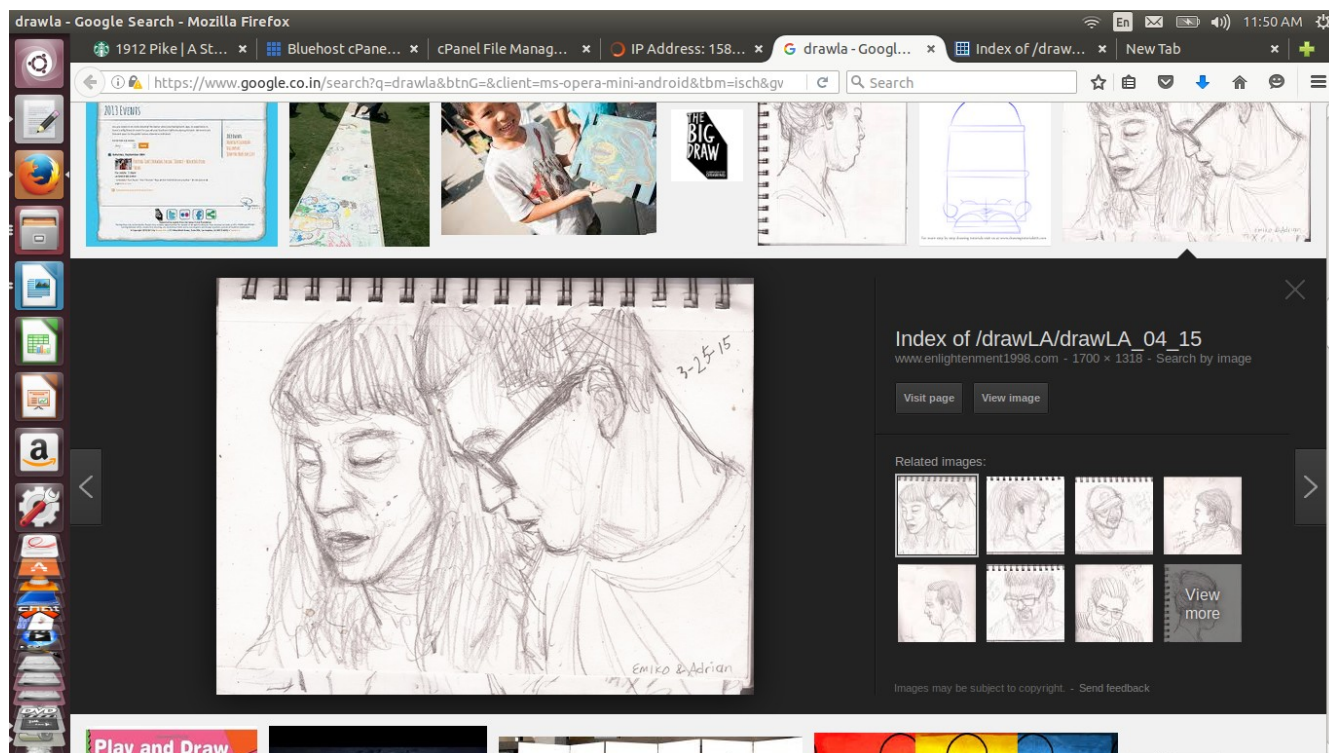 drawla - Google Search - Mozilla Firefox
En
11:50 AM
1912 Pike | A St... ×
Bluehost cPane... ×
cPanel File Manag... ×
IP Address: 158... ×
G drawla - Googl... ×
Index of /draw... ×
New Tab ×
https://www.google.co.in/search?q=drawla&btnG=&client=ms-opera-mini-android&tbm=isch&gv
Search
2013 EVENTS
THE
BIG
DRAW
Emiko & Adrian
3-25-15
Emiko & Adrian
Index of /drawLA/drawLA_04_15
www.enlightenment1998.com - 1700 × 1318 - Search by image
Visit page
View image
Related images:
View
more
Images may be subject to copyright. - Send feedback
Play and Draw